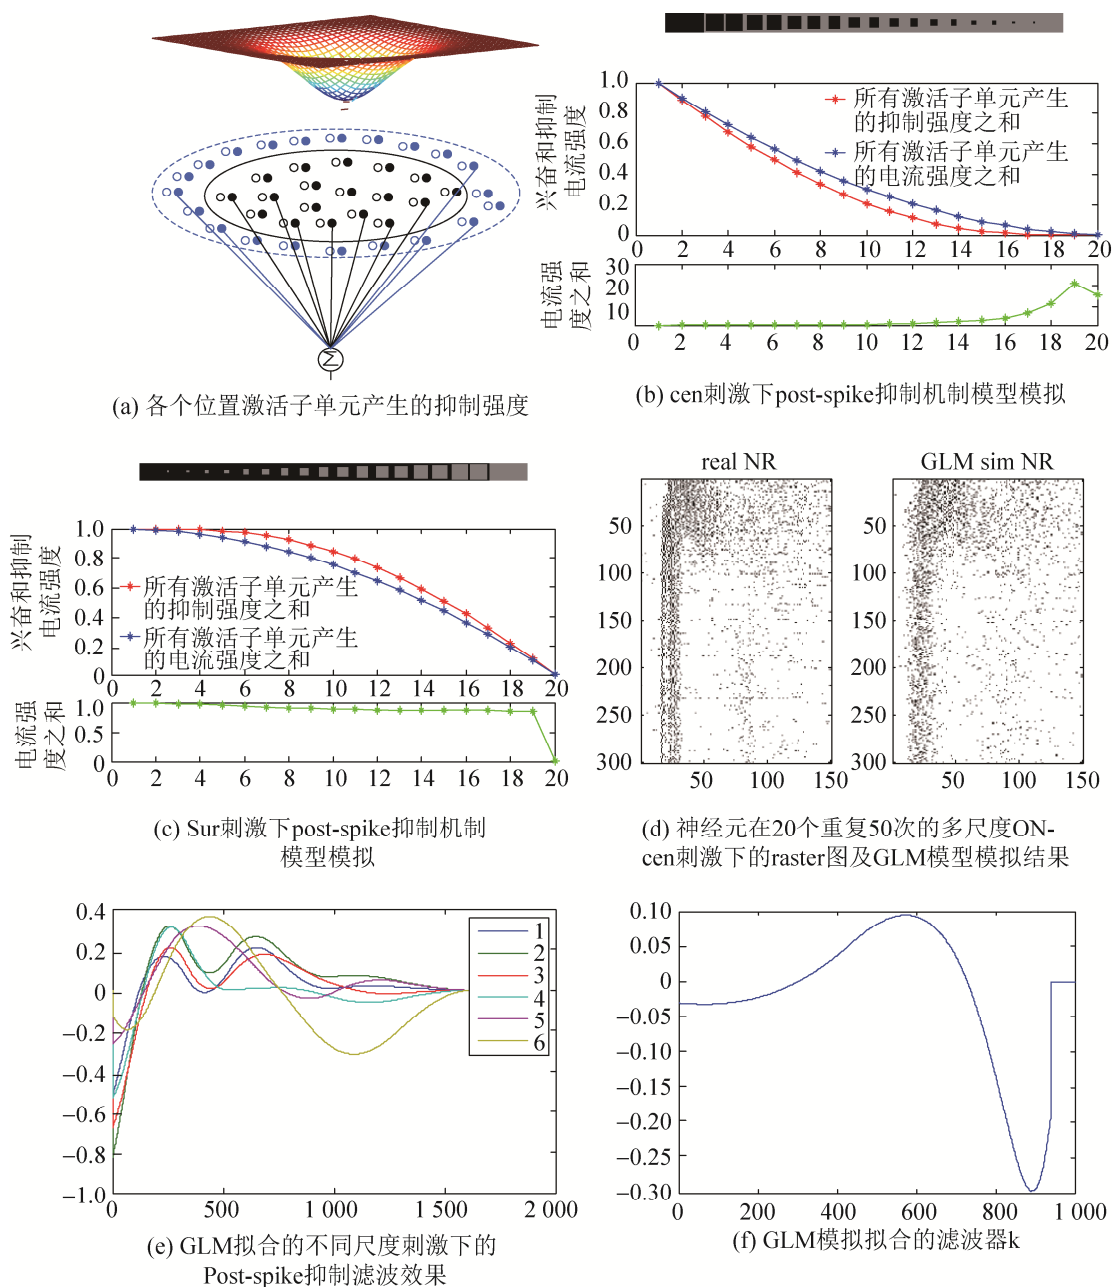 Σ
(a) 各个位置激活子单元产生的抑制强度
兴奋和抑制
电流强度
1.0
0.8
0.6
0.4
0.2
0
所有激活子单元产生
的抑制强度之和
所有激活子单元产生
的电流强度之和
2 4 6 8 10 12 14 16 18 20
电流强
度之和
30
20
10
0 2 4 6 8 10 12 14 16 18 20
(b) cen刺激下post-spike抑制机制模型模拟
兴奋和抑制
电流强度
1.0
0.8
0.6
0.4
0.2
0
所有激活子单元产生
的抑制强度之和
所有激活子单元产生
的电流强度之和
0 2 4 6 8 10 12 14 16 18 20
电流强
度之和
1.0
0.5
0
0 2 4 6 8 10 12 14 16 18 20
(c) Sur刺激下post-spike抑制机制
模型模拟
real NR
50
100
150
200
250
300
50 100 150
GLM sim NR
50
100
150
200
250
300
50 100 150
(d) 神经元在20个重复50次的多尺度ON-
cen刺激下的raster图及GLM模型模拟结果
0.4
0.2
0
−0.2
−0.4
−0.6
−0.8
−1.0
0 500 1 000 1 500 2 000
1
2
3
4
5
6
(e) GLM拟合的不同尺度刺激下的
Post-spike抑制滤波效果
0.10
0.05
0
−0.05
−0.10
−0.15
−0.20
−0.25
−0.30
0 200 400 600 800 1 000
(f) GLM模拟拟合的滤波器k